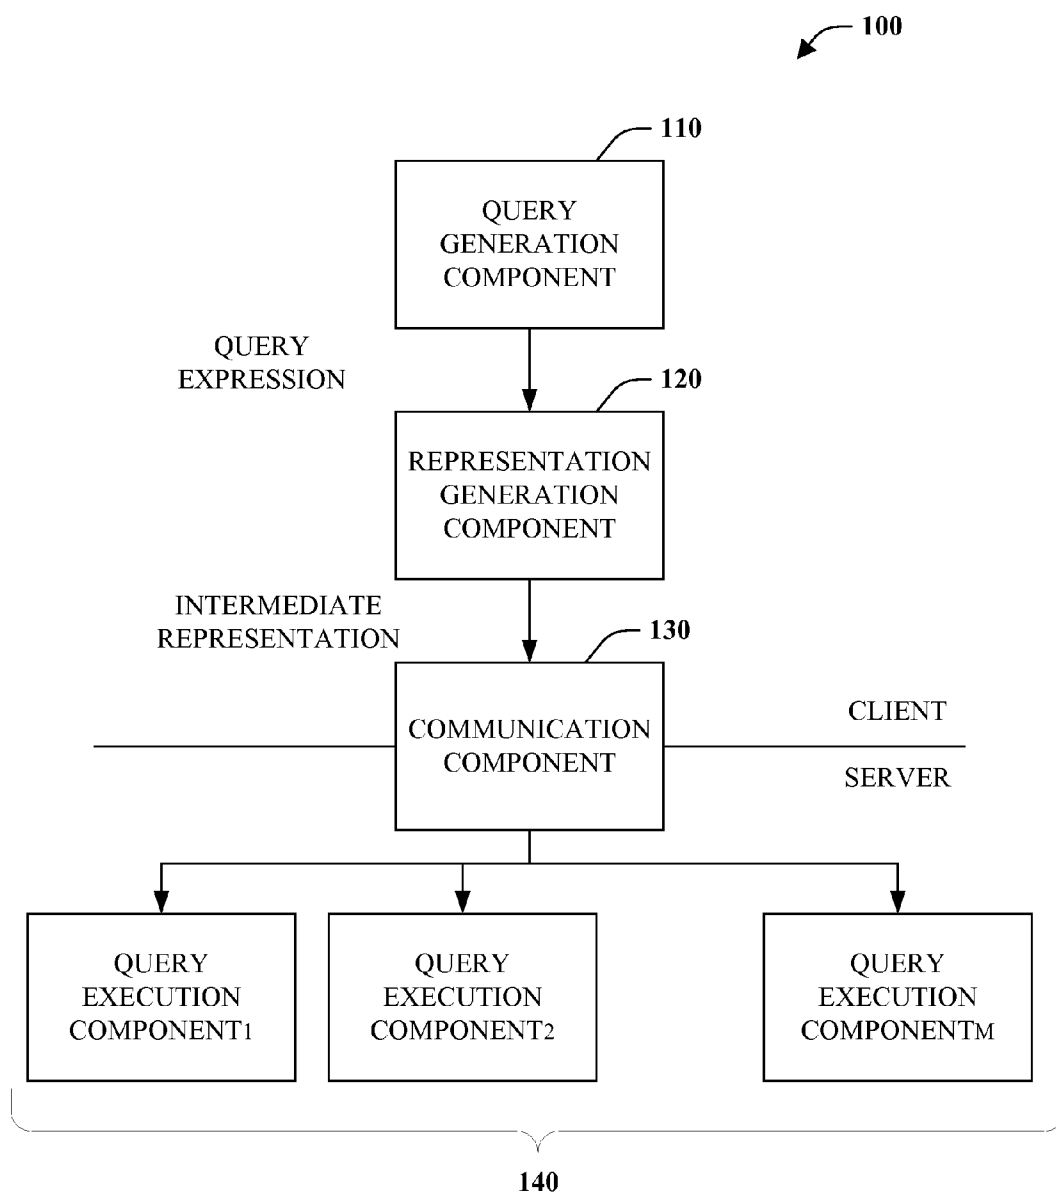 100
110
QUERY
GENERATION
COMPONENT
QUERY
EXPRESSION
120
REPRESENTATION
GENERATION
COMPONENT
INTERMEDIATE
REPRESENTATION
130
COMMUNICATION
COMPONENT
CLIENT
SERVER
QUERY
EXECUTION
COMPONENT1
QUERY
EXECUTION
COMPONENT2
QUERY
EXECUTION
COMPONENTM
140